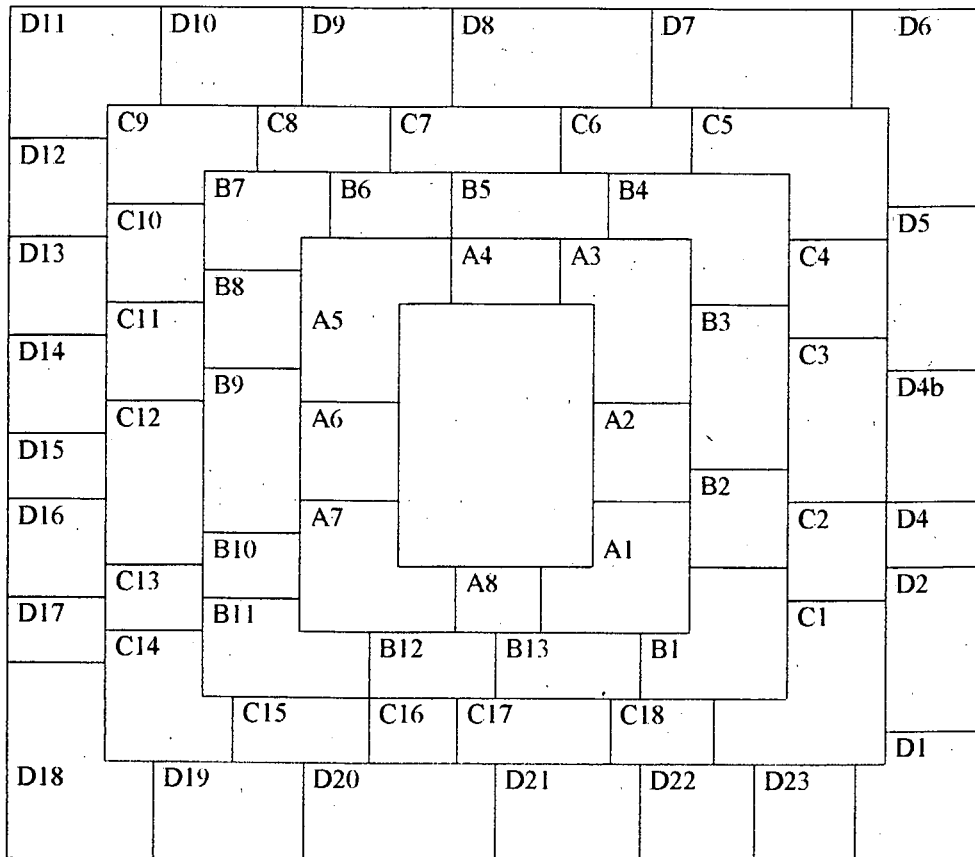 D11 D10 D9 D8 D7 D6
C9 C8 C7 C6 C5
D12
B7 B6 B5 B4
C10 D5
D13 A4 A3 C4
B8
C11 A5 B3
D14 C3
B9 D4b
C12 A6 A2
D15
B2
D16 A7 C2 D4
B10 A1
C13 A8 D2
D17 B11 C1
C14 B12 B13 B1
C15 C16 C17 C18
D1
D18 D19 D20 D21 D22 D23